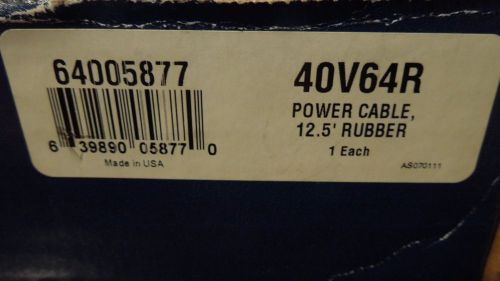 64005877
6 39890 05877 0
Made in USA
40V64R
POWER CABLE,
12.5' RUBBER
1 Each
AS070111